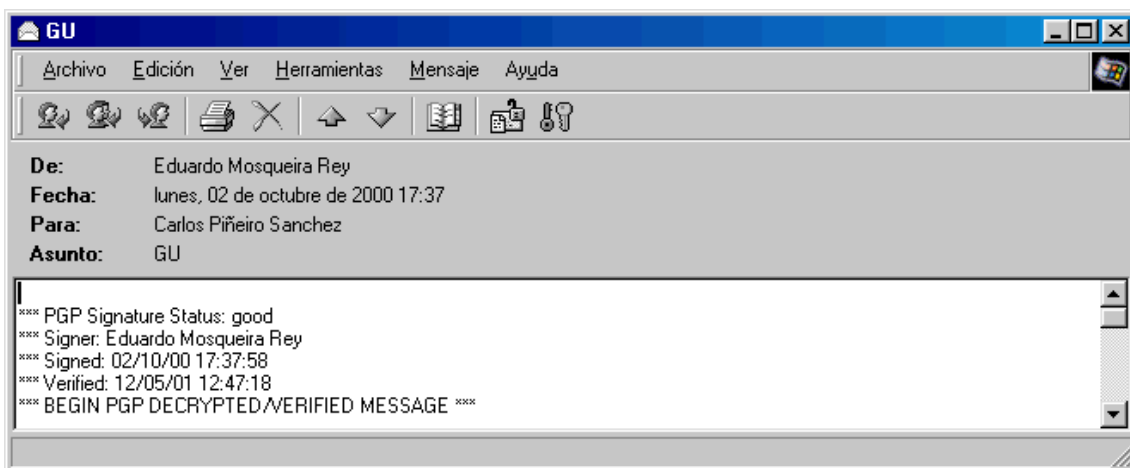 GU
Archivo Edición Ver Herramientas Mensaje Ayuda
De: Eduardo Mosqueira Rey
Fecha: lunes, 02 de octubre de 2000 17:37
Para: Carlos Piñeiro Sanchez
Asunto: GU
*** PGP Signature Status: good
*** Signer: Eduardo Mosqueira Rey
*** Signed: 02/10/00 17:37:58
*** Verified: 12/05/01 12:47:18
*** BEGIN PGP DECRYPTED/VERIFIED MESSAGE ***